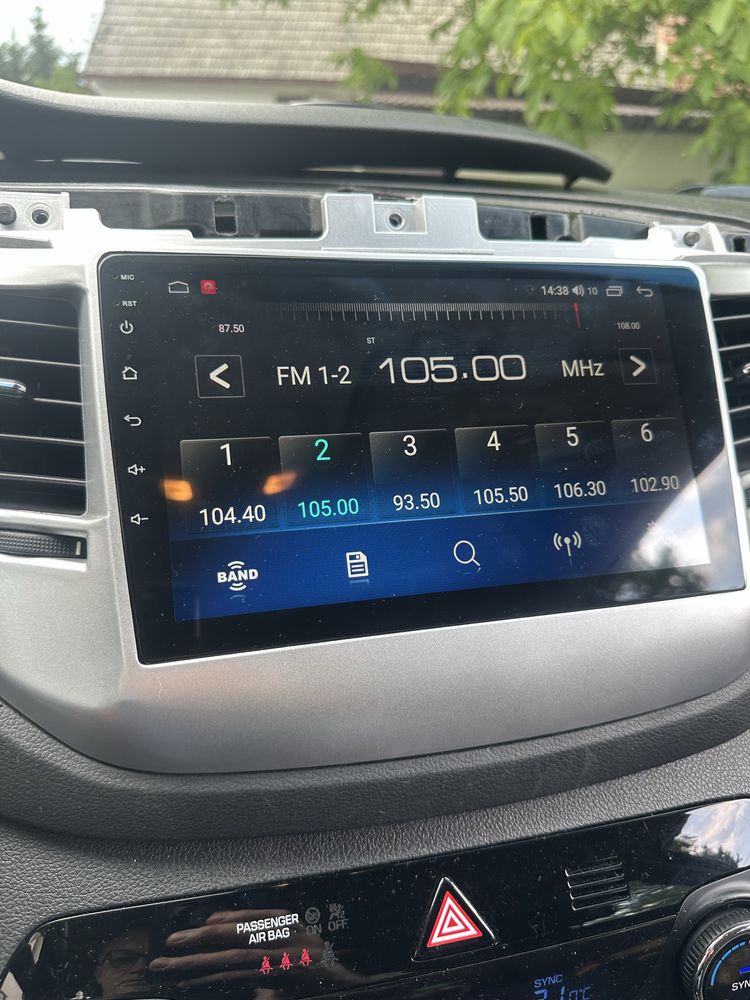 MIC
RST
14:38 10
87.50 108.00
ST
FM 1-2 105.00 MHz
1 2 3 4 5 6
104.40 105.00 93.50 105.50 106.30 102.90
BAND
PASSENGER
AIR BAG
ON OFF
SYNC
SYN